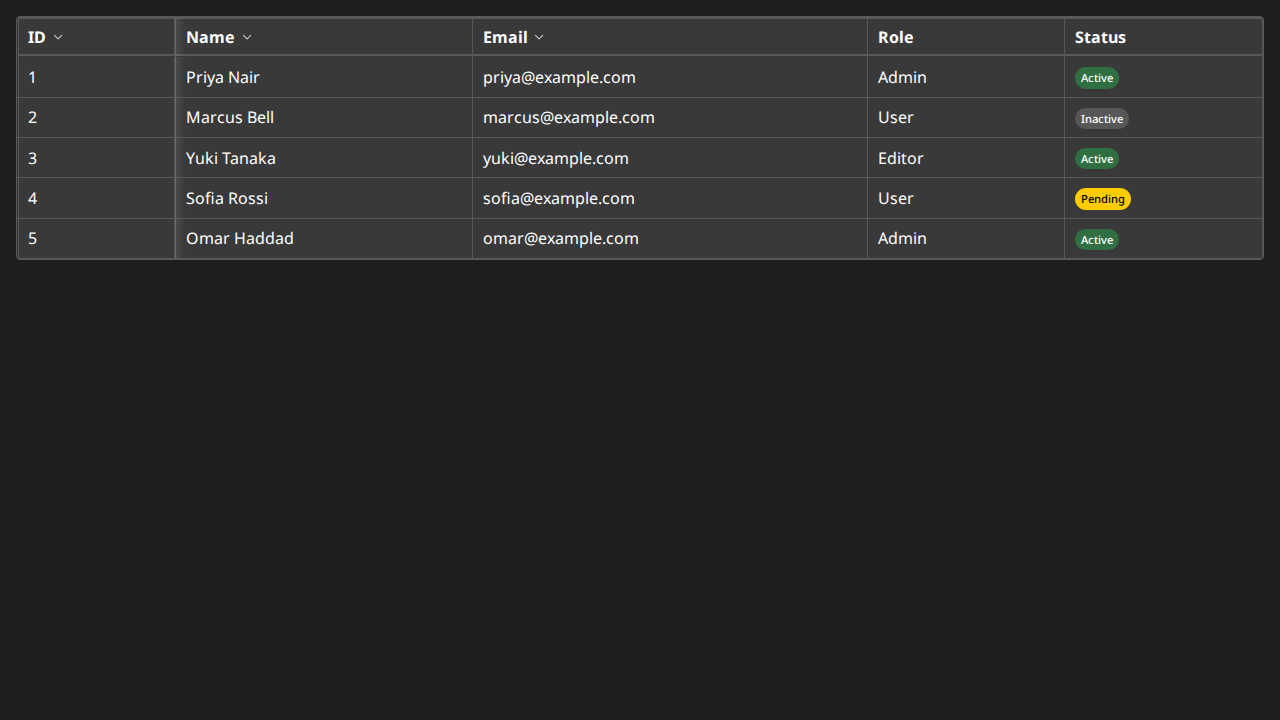 ID Name Email Role Status
1 Priya Nair priya@example.com Admin Active
2 Marcus Bell marcus@example.com User Inactive
3 Yuki Tanaka yuki@example.com Editor Active
4 Sofia Rossi sofia@example.com User Pending
5 Omar Haddad omar@example.com Admin Active